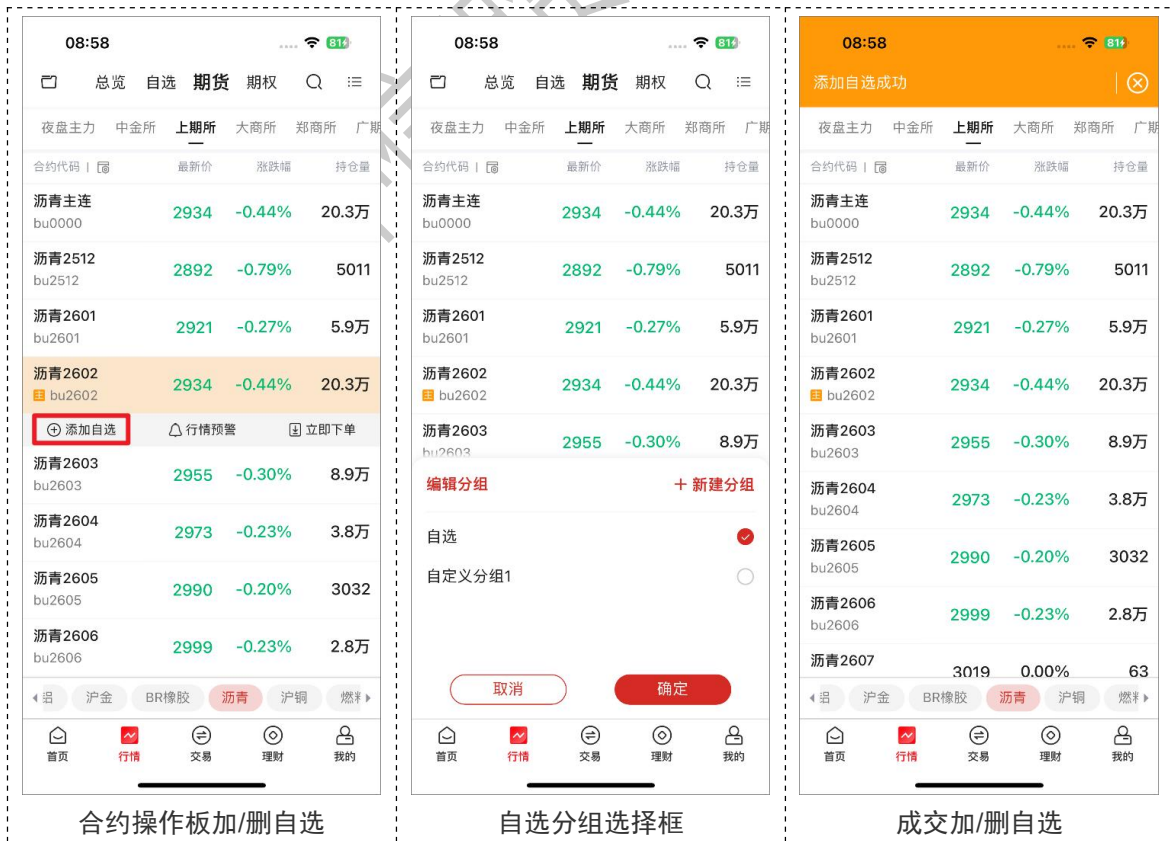 08:58
81
总览 自选 期货 期权
夜盘主力 中金所 上期所 大商所 郑商所 广期
合约代码 | 最新价 涨跌幅 持仓量
沥青主连
bu0000 2934 -0.44% 20.3万
沥青2512
bu2512 2892 -0.79% 5011
沥青2601
bu2601 2921 -0.27% 5.9万
沥青2602
主 bu2602 2934 -0.44% 20.3万
添加自选 行情预警 立即下单
沥青2603
bu2603 2955 -0.30% 8.9万
沥青2604
bu2604 2973 -0.23% 3.8万
沥青2605
bu2605 2990 -0.20% 3032
沥青2606
bu2606 2999 -0.23% 2.8万
铝 沪金 BR橡胶 沥青 沪铜 燃料
首页 行情 交易 理财 我的
合约操作板加/删自选
08:58
81
总览 自选 期货 期权
夜盘主力 中金所 上期所 大商所 郑商所 广期
合约代码 | 最新价 涨跌幅 持仓量
沥青主连
bu0000 2934 -0.44% 20.3万
沥青2512
bu2512 2892 -0.79% 5011
沥青2601
bu2601 2921 -0.27% 5.9万
沥青2602
主 bu2602 2934 -0.44% 20.3万
沥青2603
bu2603 2955 -0.30% 8.9万
编辑分组 + 新建分组
自选
自定义分组1
取消 确定
首页 行情 交易 理财 我的
自选分组选择框
08:58
81
添加自选成功
夜盘主力 中金所 上期所 大商所 郑商所 广期
合约代码 | 最新价 涨跌幅 持仓量
沥青主连
bu0000 2934 -0.44% 20.3万
沥青2512
bu2512 2892 -0.79% 5011
沥青2601
bu2601 2921 -0.27% 5.9万
沥青2602
主 bu2602 2934 -0.44% 20.3万
沥青2603
bu2603 2955 -0.30% 8.9万
沥青2604
bu2604 2973 -0.23% 3.8万
沥青2605
bu2605 2990 -0.20% 3032
沥青2606
bu2606 2999 -0.23% 2.8万
沥青2607 3019 0.00% 63
铝 沪金 BR橡胶 沥青 沪铜 燃料
首页 行情 交易 理财 我的
成交加/删自选